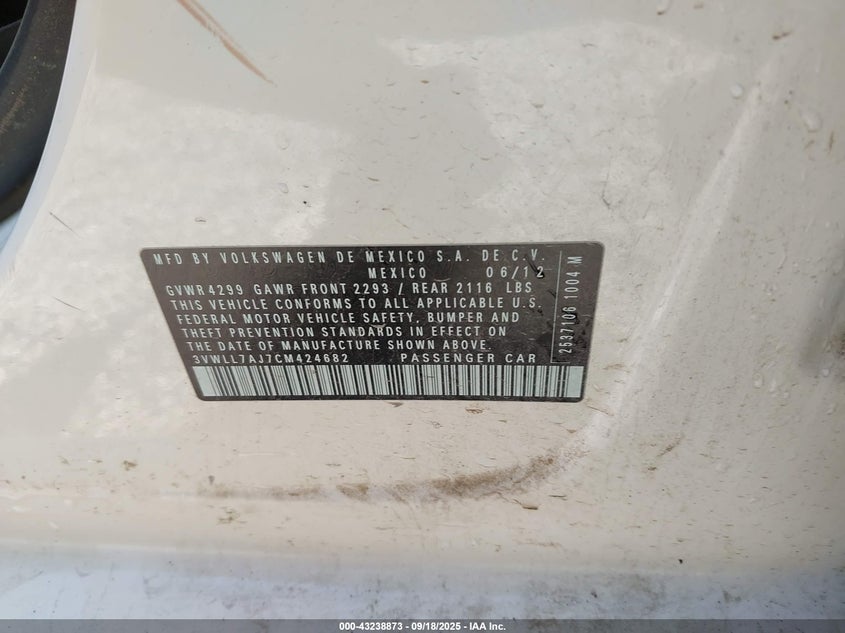 MFD BY VOLKSWAGEN DE MEXICO S.A. DE C.V.
MEXICO 06/12
GVWR 4299 GAWR FRONT 2293 / REAR 2116 LBS
THIS VEHICLE CONFORMS TO ALL APPLICABLE U.S.
FEDERAL MOTOR VEHICLE SAFETY, BUMPER AND
THEFT PREVENTION STANDARDS IN EFFECT ON
THE DATE OF MANUFACTURE SHOWN ABOVE.
3VWLL7AJ7CM424682 PASSENGER CAR
2537106 1004 M
000-43238873 - 09/18/2025 - IAA Inc.